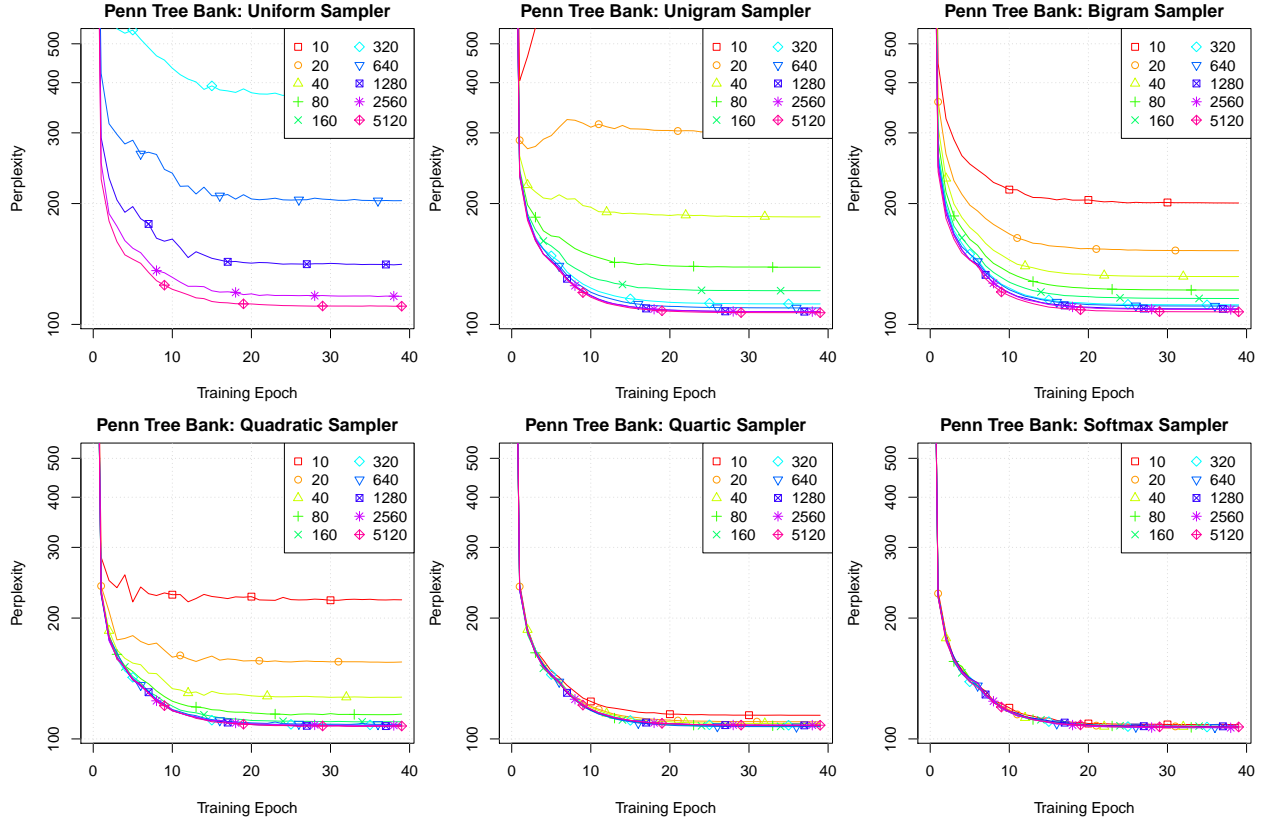 Penn Tree Bank: Uniform Sampler
500
400
300
200
100
Perplexity
10 320
20 640
40 1280
80 2560
160 5120
0 10 20 30 40
Training Epoch
Penn Tree Bank: Unigram Sampler
500
400
300
200
100
Perplexity
10 320
20 640
40 1280
80 2560
160 5120
0 10 20 30 40
Training Epoch
Penn Tree Bank: Bigram Sampler
500
400
300
200
100
Perplexity
10 320
20 640
40 1280
80 2560
160 5120
0 10 20 30 40
Training Epoch
Penn Tree Bank: Quadratic Sampler
500
400
300
200
100
Perplexity
10 320
20 640
40 1280
80 2560
160 5120
0 10 20 30 40
Training Epoch
Penn Tree Bank: Quartic Sampler
500
400
300
200
100
Perplexity
10 320
20 640
40 1280
80 2560
160 5120
0 10 20 30 40
Training Epoch
Penn Tree Bank: Softmax Sampler
500
400
300
200
100
Perplexity
10 320
20 640
40 1280
80 2560
160 5120
0 10 20 30 40
Training Epoch